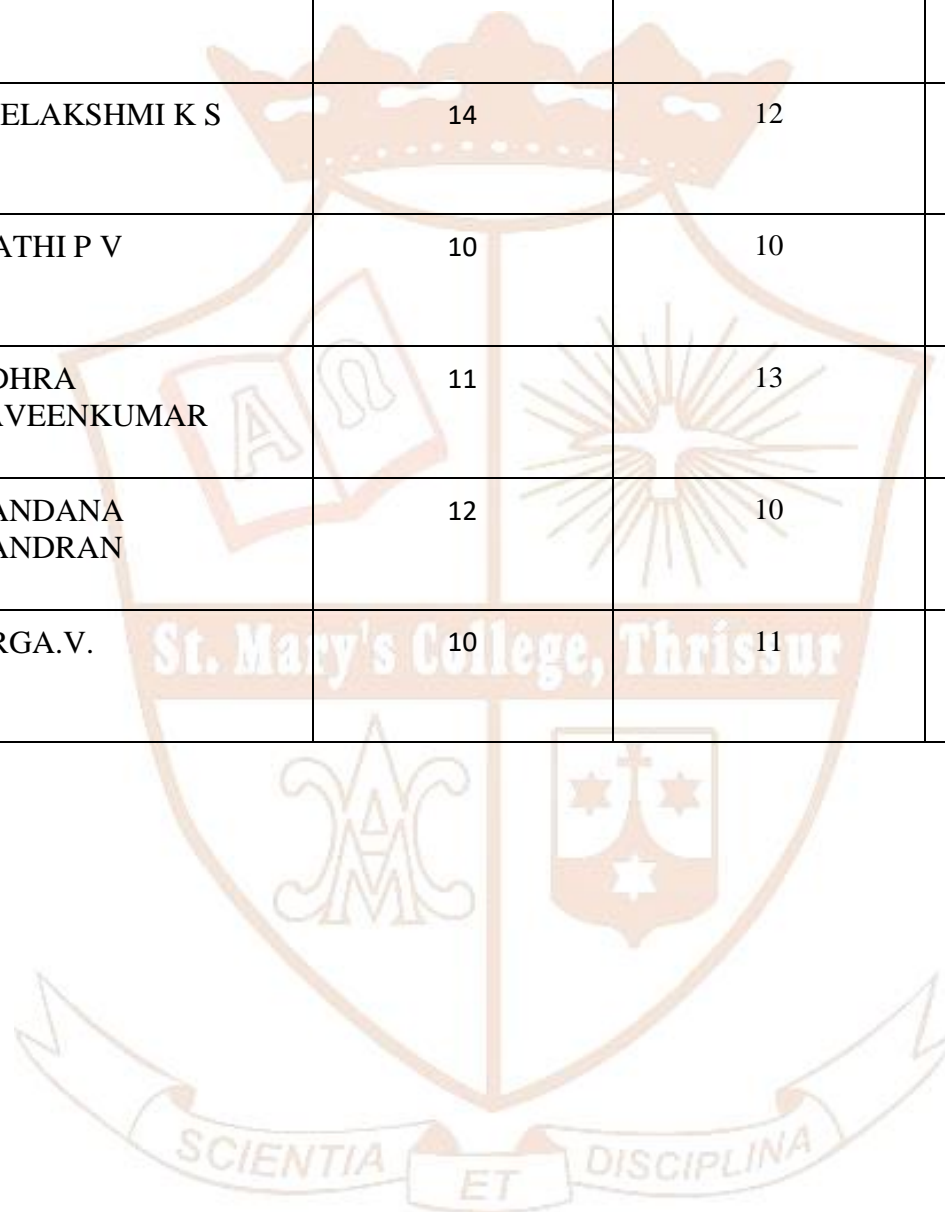 ELAKSHMI K S 14 12
ATHI P V 10 10
DHRA 11 13
AVEENKUMAR
ANDANA 12 10
ANDRAN
RGA.V. 10 11
St. Mary's College, Thrissur
Α Ω
SCIENTIA ET DISCIPLINA